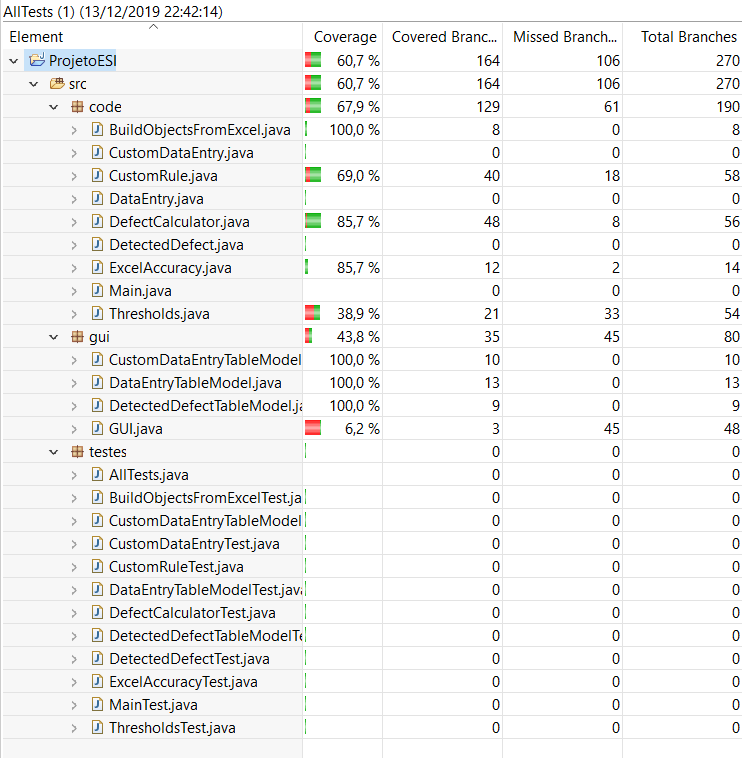 AllTests (1) (13/12/2019 22:42:14)
Element Coverage Covered Branc... Missed Branch... Total Branches
ProjetoESI 60,7 % 164 106 270
src 60,7 % 164 106 270
code 67,9 % 129 61 190
BuildObjectsFromExcel.java 100,0 % 8 0 8
CustomDataEntry.java 0 0 0
CustomRule.java 69,0 % 40 18 58
DataEntry.java 0 0 0
DefectCalculator.java 85,7 % 48 8 56
DetectedDefect.java 0 0 0
ExcelAccuracy.java 85,7 % 12 2 14
Main.java 0 0 0
Thresholds.java 38,9 % 21 33 54
gui 43,8 % 35 45 80
CustomDataEntryTableModel 100,0 % 10 0 10
DataEntryTableModel.java 100,0 % 13 0 13
DetectedDefectTableModel.ja 100,0 % 9 0 9
GUI.java 6,2 % 3 45 48
testes 0 0 0
AllTests.java 0 0 0
BuildObjectsFromExcelTest.ja 0 0 0
CustomDataEntryTableModel 0 0 0
CustomDataEntryTest.java 0 0 0
CustomRuleTest.java 0 0 0
DataEntryTableModelTest.java 0 0 0
DefectCalculatorTest.java 0 0 0
DetectedDefectTableModelTe 0 0 0
DetectedDefectTest.java 0 0 0
ExcelAccuracyTest.java 0 0 0
MainTest.java 0 0 0
ThresholdsTest.java 0 0 0